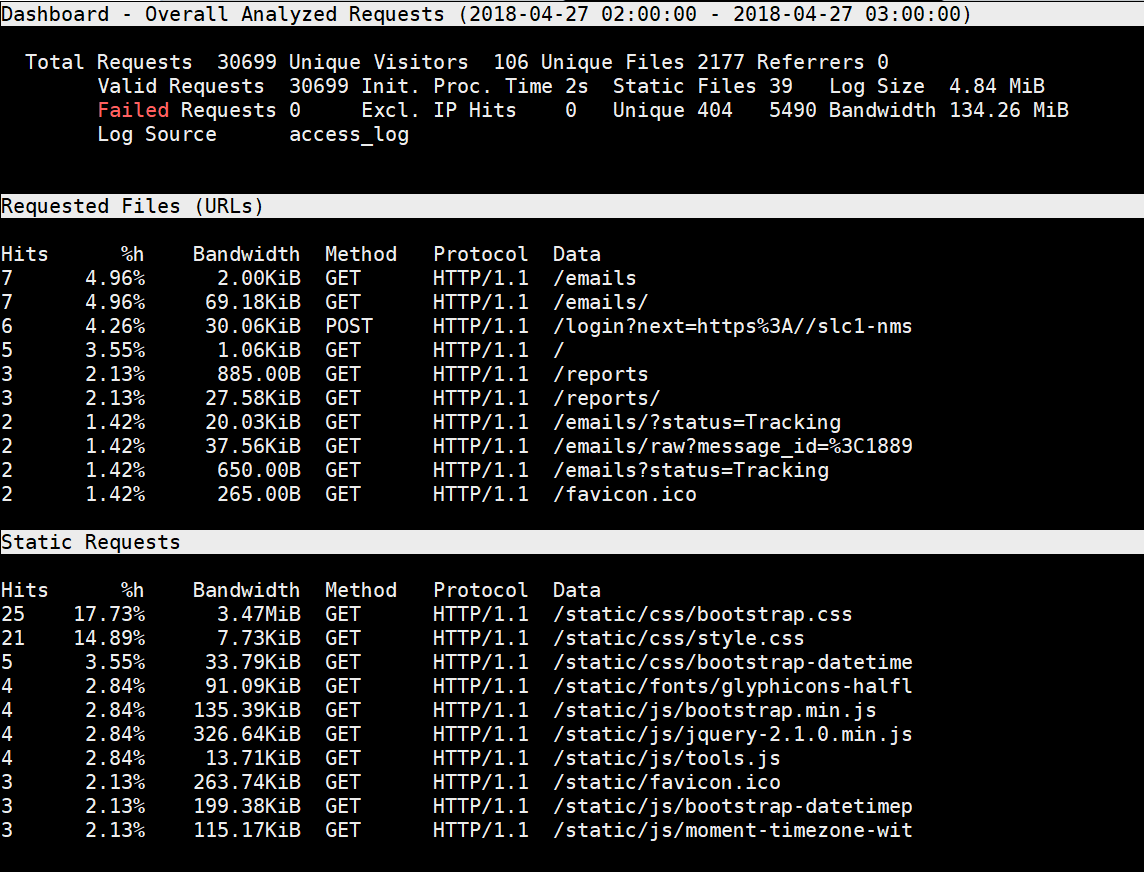 Dashboard - Overall Analyzed Requests (2018-04-27 02:00:00 - 2018-04-27 03:00:00)
Total Requests 30699 Unique Visitors 106 Unique Files 2177 Referrers 0
Valid Requests 30699 Init. Proc. Time 2s Static Files 39 Log Size 4.84 MiB
Failed Requests 0 Excl. IP Hits 0 Unique 404 5490 Bandwidth 134.26 MiB
Log Source access_log
Requested Files (URLs)
Hits %h Bandwidth Method Protocol Data
7 4.96% 2.00KiB GET HTTP/1.1 /emails
7 4.96% 69.18KiB GET HTTP/1.1 /emails/
6 4.26% 30.06KiB POST HTTP/1.1 /login?next=https%3A//slc1-nms
5 3.55% 1.06KiB GET HTTP/1.1 /
3 2.13% 885.00B GET HTTP/1.1 /reports
3 2.13% 27.58KiB GET HTTP/1.1 /reports/
2 1.42% 20.03KiB GET HTTP/1.1 /emails/?status=Tracking
2 1.42% 37.56KiB GET HTTP/1.1 /emails/raw?message_id=%3C1889
2 1.42% 650.00B GET HTTP/1.1 /emails?status=Tracking
2 1.42% 265.00B GET HTTP/1.1 /favicon.ico
Static Requests
Hits %h Bandwidth Method Protocol Data
25 17.73% 3.47MiB GET HTTP/1.1 /static/css/bootstrap.css
21 14.89% 7.73KiB GET HTTP/1.1 /static/css/style.css
5 3.55% 33.79KiB GET HTTP/1.1 /static/css/bootstrap-datetime
4 2.84% 91.09KiB GET HTTP/1.1 /static/fonts/glyphicons-halfl
4 2.84% 135.39KiB GET HTTP/1.1 /static/js/bootstrap.min.js
4 2.84% 326.64KiB GET HTTP/1.1 /static/js/jquery-2.1.0.min.js
4 2.84% 13.71KiB GET HTTP/1.1 /static/js/tools.js
3 2.13% 263.74KiB GET HTTP/1.1 /static/favicon.ico
3 2.13% 199.38KiB GET HTTP/1.1 /static/js/bootstrap-datetimep
3 2.13% 115.17KiB GET HTTP/1.1 /static/js/moment-timezone-wit